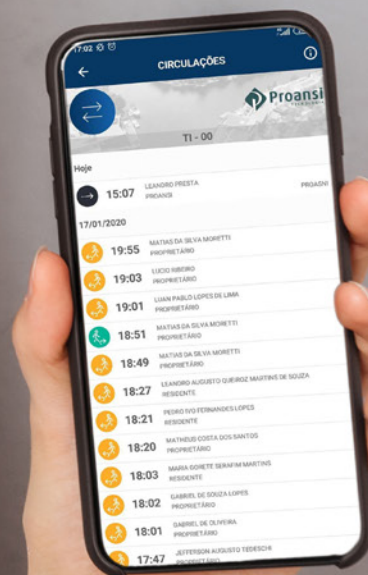 17:02
CIRCULAÇÕES
Proansi
TI - 00
Hoje
15:07 LEANDRO PRESTA
PROANSI PROASNI
17/01/2020
19:55 MATIAS DA SILVA MORETTI
PROPRIETÁRIO
19:03 LUCIO RIBEIRO
PROPRIETÁRIO
19:01 LUAN PABLO LOPES DE LIMA
PROPRIETÁRIO
18:51 MATIAS DA SILVA MORETTI
PROPRIETÁRIO
18:49 MATIAS DA SILVA MORETTI
PROPRIETÁRIO
18:27 LEANDRO AUGUSTO QUEIROZ MARTINS DE SOUZA
RESIDENTE
18:21 PEDRO IVO FERNANDES LOPES
RESIDENTE
18:20 MATHEUS COSTA DOS SANTOS
PROPRIETÁRIO
18:03 MARIA GORETE SERAFIM MARTINS
RESIDENTE
18:02 GABRIEL DE SOUZA LOPES
PROPRIETÁRIO
18:01 GABRIEL DE OLIVEIRA
PROPRIETÁRIO
17:47 JEFFERSON AUGUSTO TEDESCHI
PROPRIETÁRIO